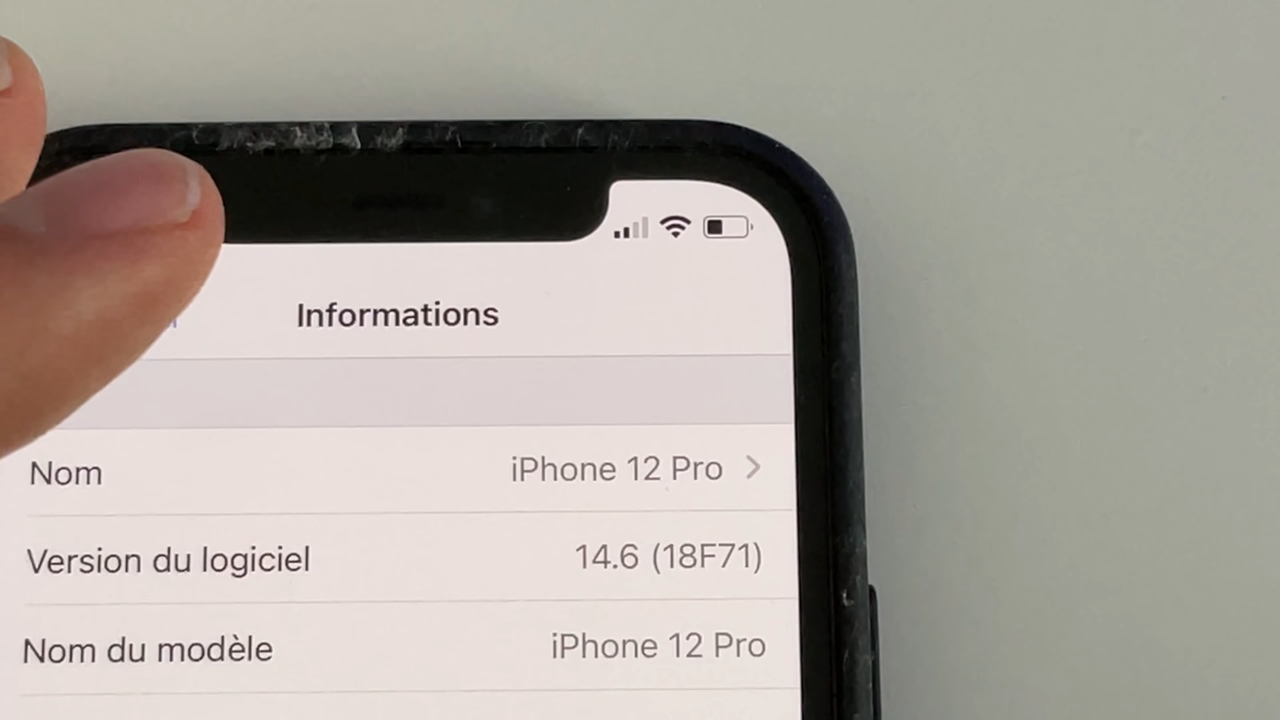 Informations
Nom iPhone 12 Pro
Version du logiciel 14.6 (18F71)
Nom du modèle iPhone 12 Pro